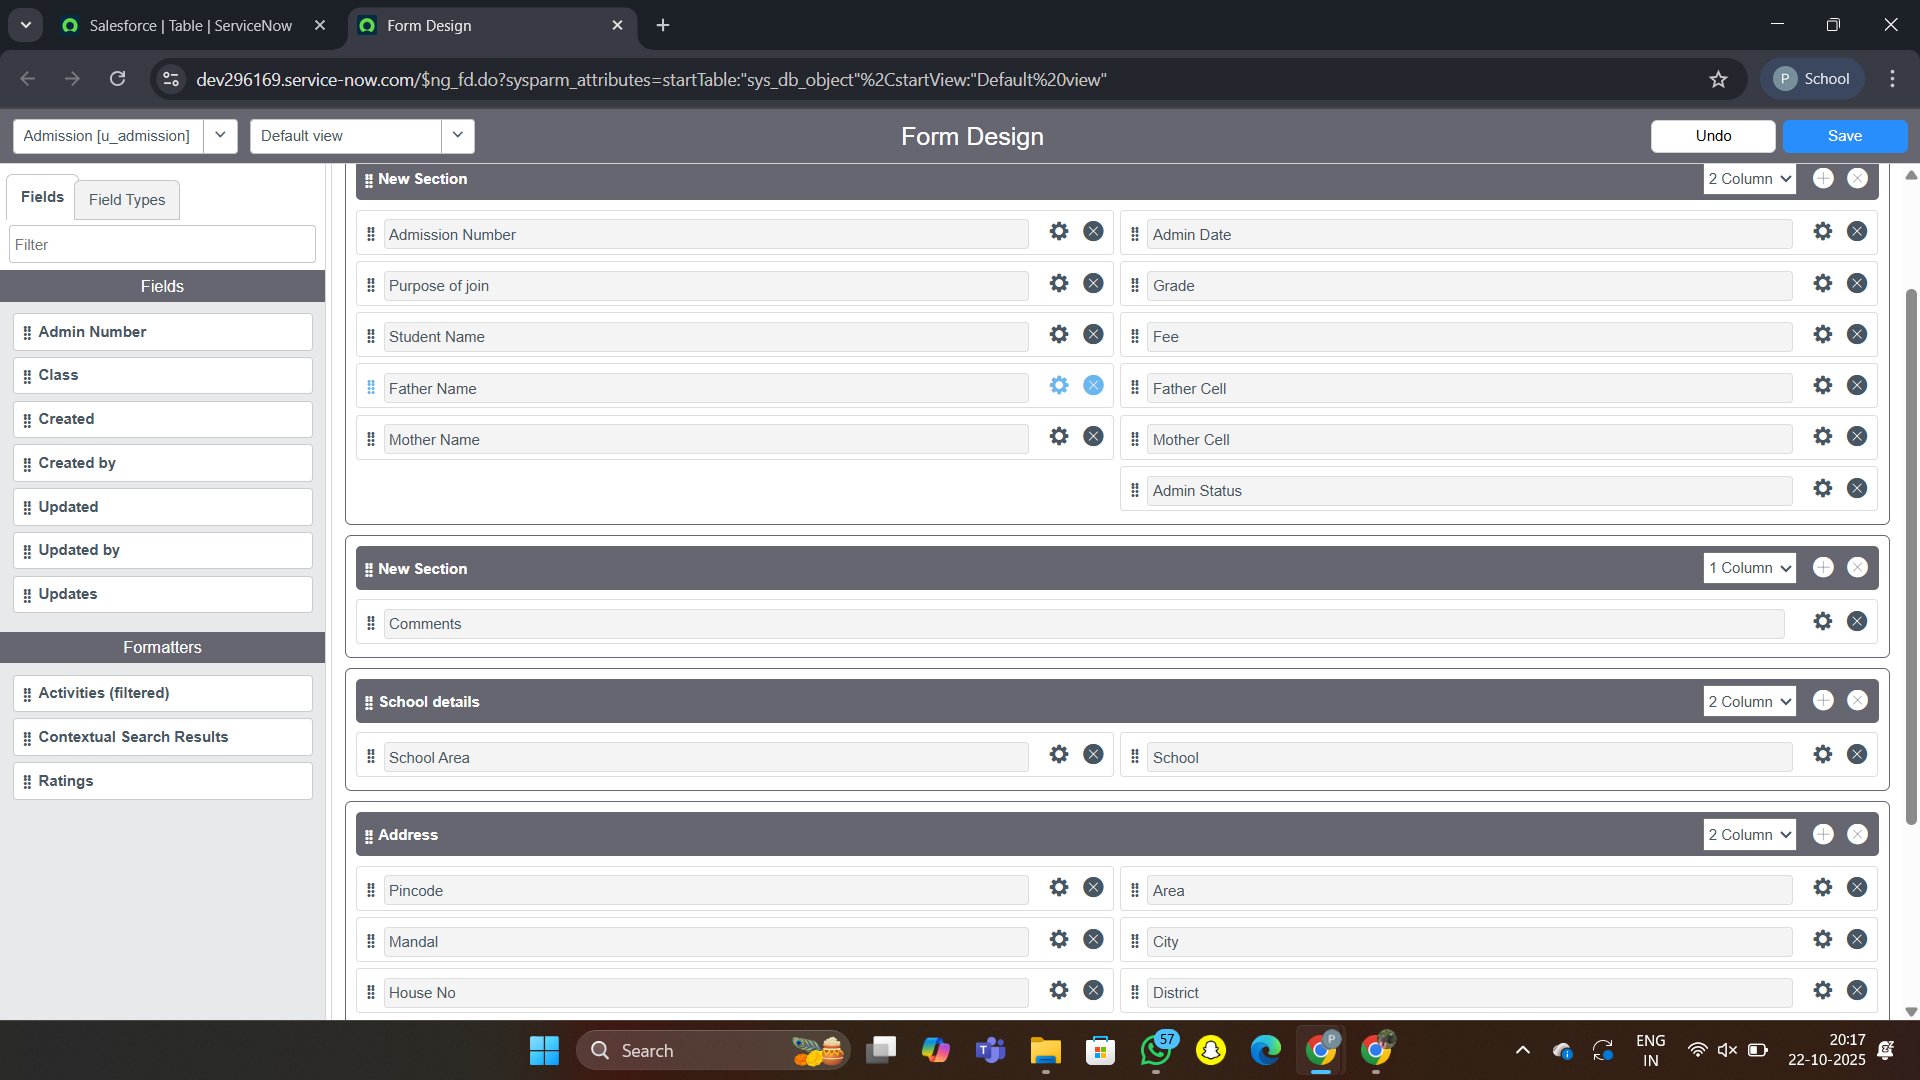 Salesforce | Table | ServiceNow
Form Design
dev296169.service-now.com/$ng_fd.do?sysparm_attributes=startTable:"sys_db_object"%2CstartView:"Default%20view"
P School
Admission [u_admission]
Default view
Form Design
Undo
Save
Fields
Field Types
Filter
Fields
Admin Number
Class
Created
Created by
Updated
Updated by
Updates
Formatters
Activities (filtered)
Contextual Search Results
Ratings
New Section
2 Column
Admission Number
Admin Date
Purpose of join
Grade
Student Name
Fee
Father Name
Father Cell
Mother Name
Mother Cell
Admin Status
New Section
1 Column
Comments
School details
2 Column
School Area
School
Address
2 Column
Pincode
Area
Mandal
City
House No
District
Search
57
P
ENG
IN
20:17
22-10-2025